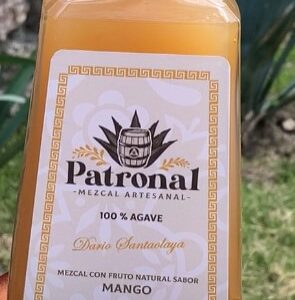 Patronal
-MEZCAL ARTESANAL-
100 % AGAVE
Dario Santaolaya
MEZCAL CON FRUTO NATURAL SABOR
MANGO